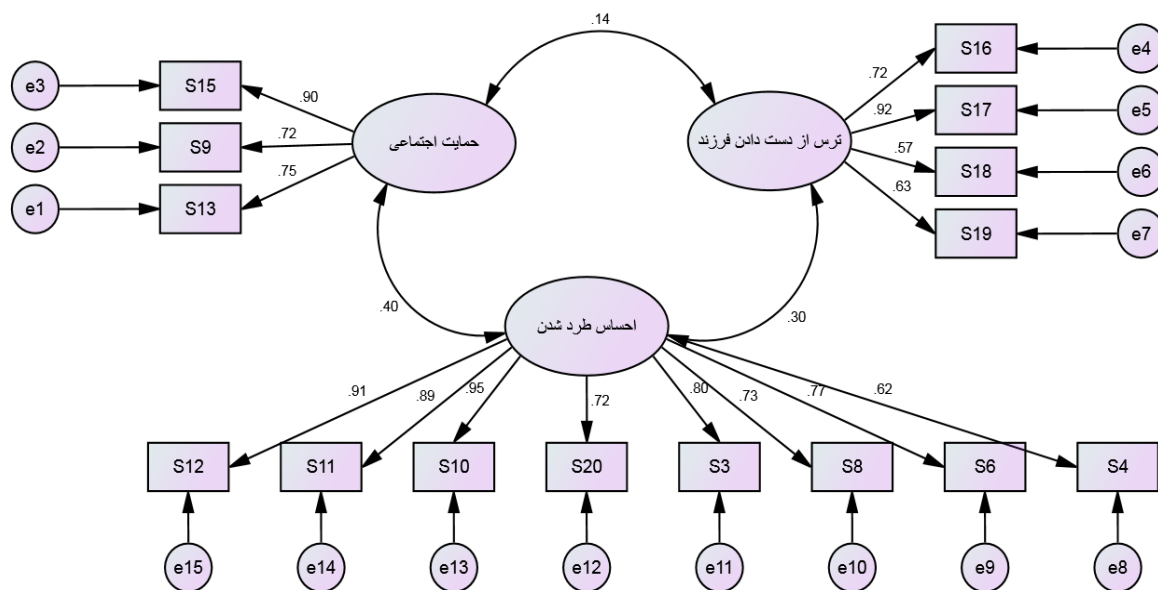 .14
e3
S15
.90
e2
S9
.72
e1
S13
.75
حمایت اجتماعی
ترس از دست دادن فرزند
.72
S16
e4
.92
S17
e5
.57
S18
e6
.63
S19
e7
.40
.30
احساس طرد شدن
.91
.89
.95
.72
.80
.73
.77
.62
S12
S11
S10
S20
S3
S8
S6
S4
e15
e14
e13
e12
e11
e10
e9
e8